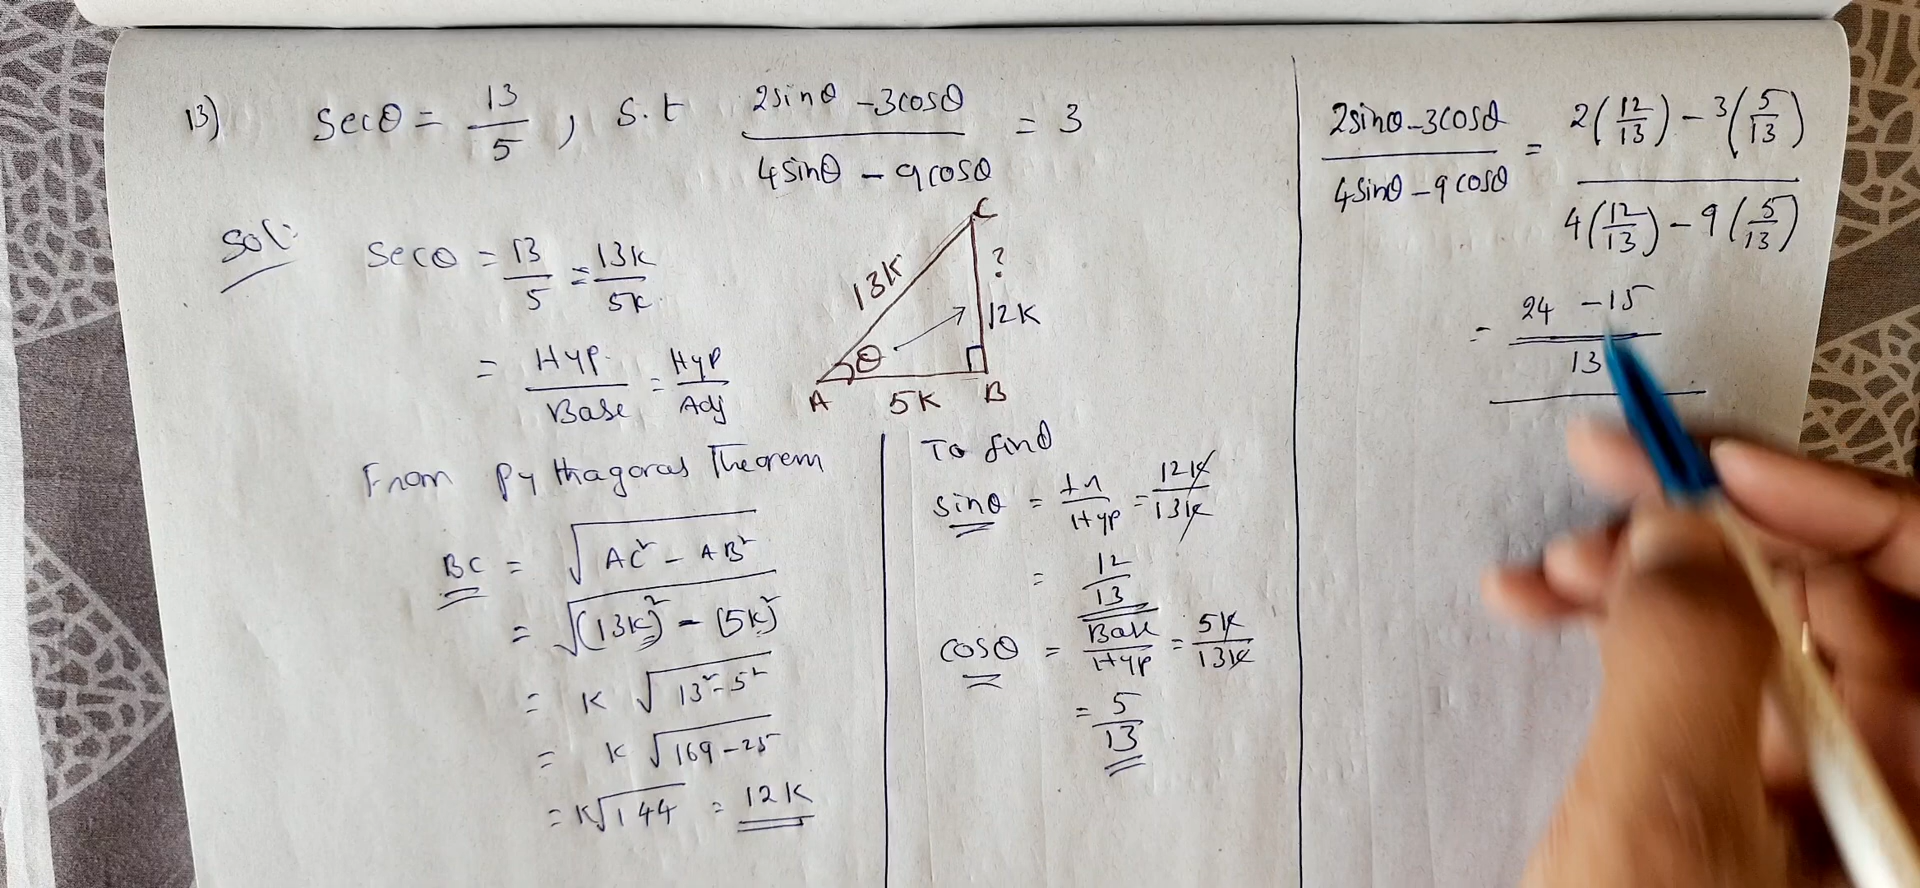 13) secθ = 13/5, s.t (2sinθ - 3cosθ)/(4sinθ - 9cosθ) = 3
Sol:
secθ = 13/5 = 13K/5K
= Hyp./Base = Hyp/Adj
From Pythagoras Theorem
BC = √(AC² - AB²)
= √((13K)² - (5K)²)
= K √(13² - 5²)
= K √(169 - 25)
= K√144 = 12K
C
13K
?
12K
θ
A 5K B
To find
sinθ = /Hyp = 12K/13K
= 12/13
cosθ = Base/Hyp = 5K/13K
= 5/13
(2sinθ - 3cosθ)/(4sinθ - 9cosθ) = (2(12/13) - 3(5/13))/(4(12/13) - 9(5/13))
= (24 - 15)/13